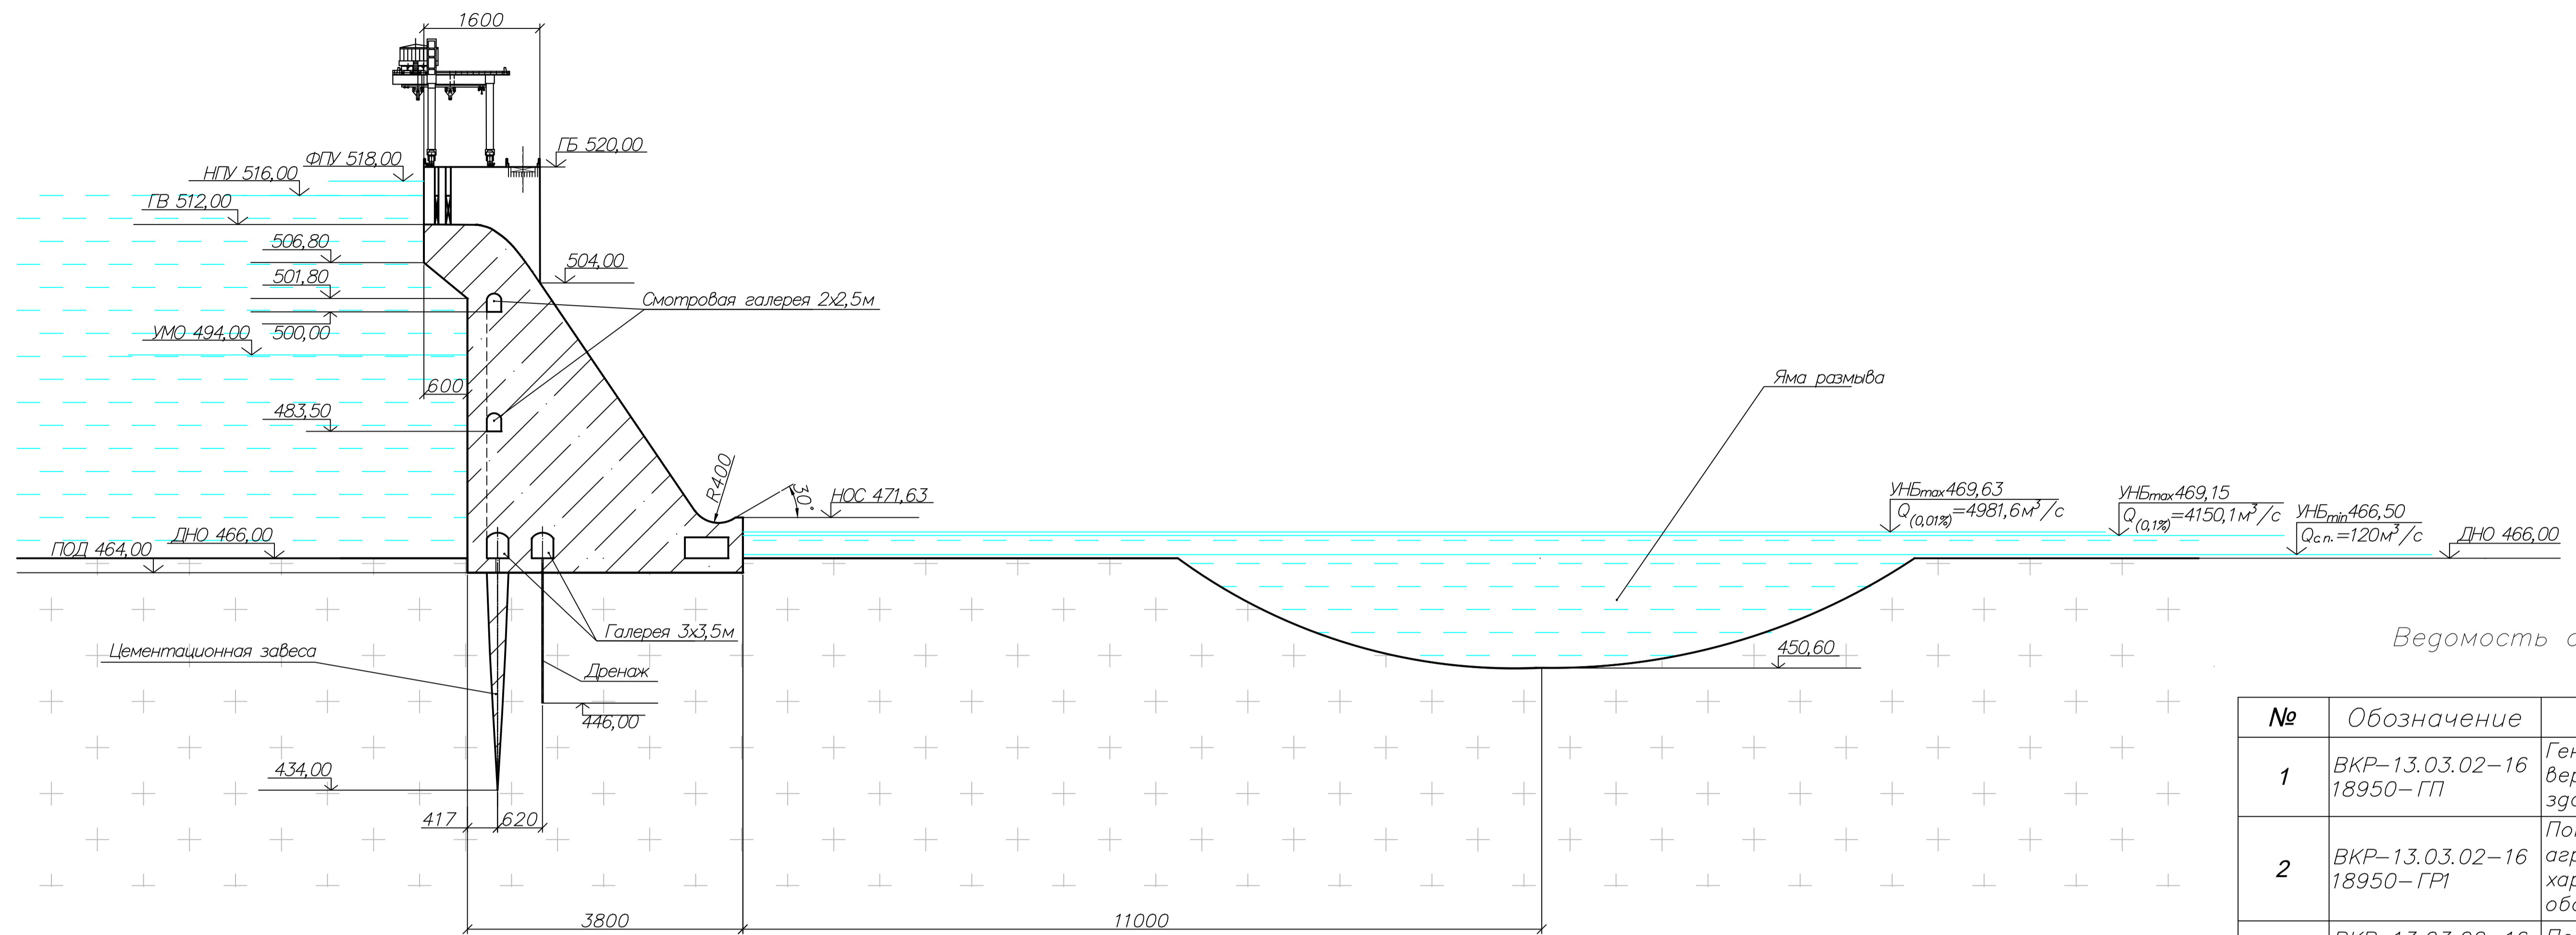 1600
ГБ 520,00
ФПУ 518,00
НПУ 516,00
ГВ 512,00
506,80
504,00
501,80
Смотровая галерея 2х2,5м
500,00
УМО 494,00
600
483,50
Яма размыва
R400
30°
НОС 471,63
УНБmax469,63
Q(0,01%)=4981,6м³/с
УНБmax469,15
Q(0,1%)=4150,1м³/с
УНБmin466,50
Qс.п.=120м³/с
ДНО 466,00
ДНО 466,00
ПОД 464,00
Галерея 3х3,5м
Цементационная завеса
Дренаж
450,60
446,00
434,00
417
620
3800
11000
Ведомость
№
Обозначение
1
ВКР-13.03.02-16
18950-ГП
2
ВКР-13.03.02-16
18950-ГР1